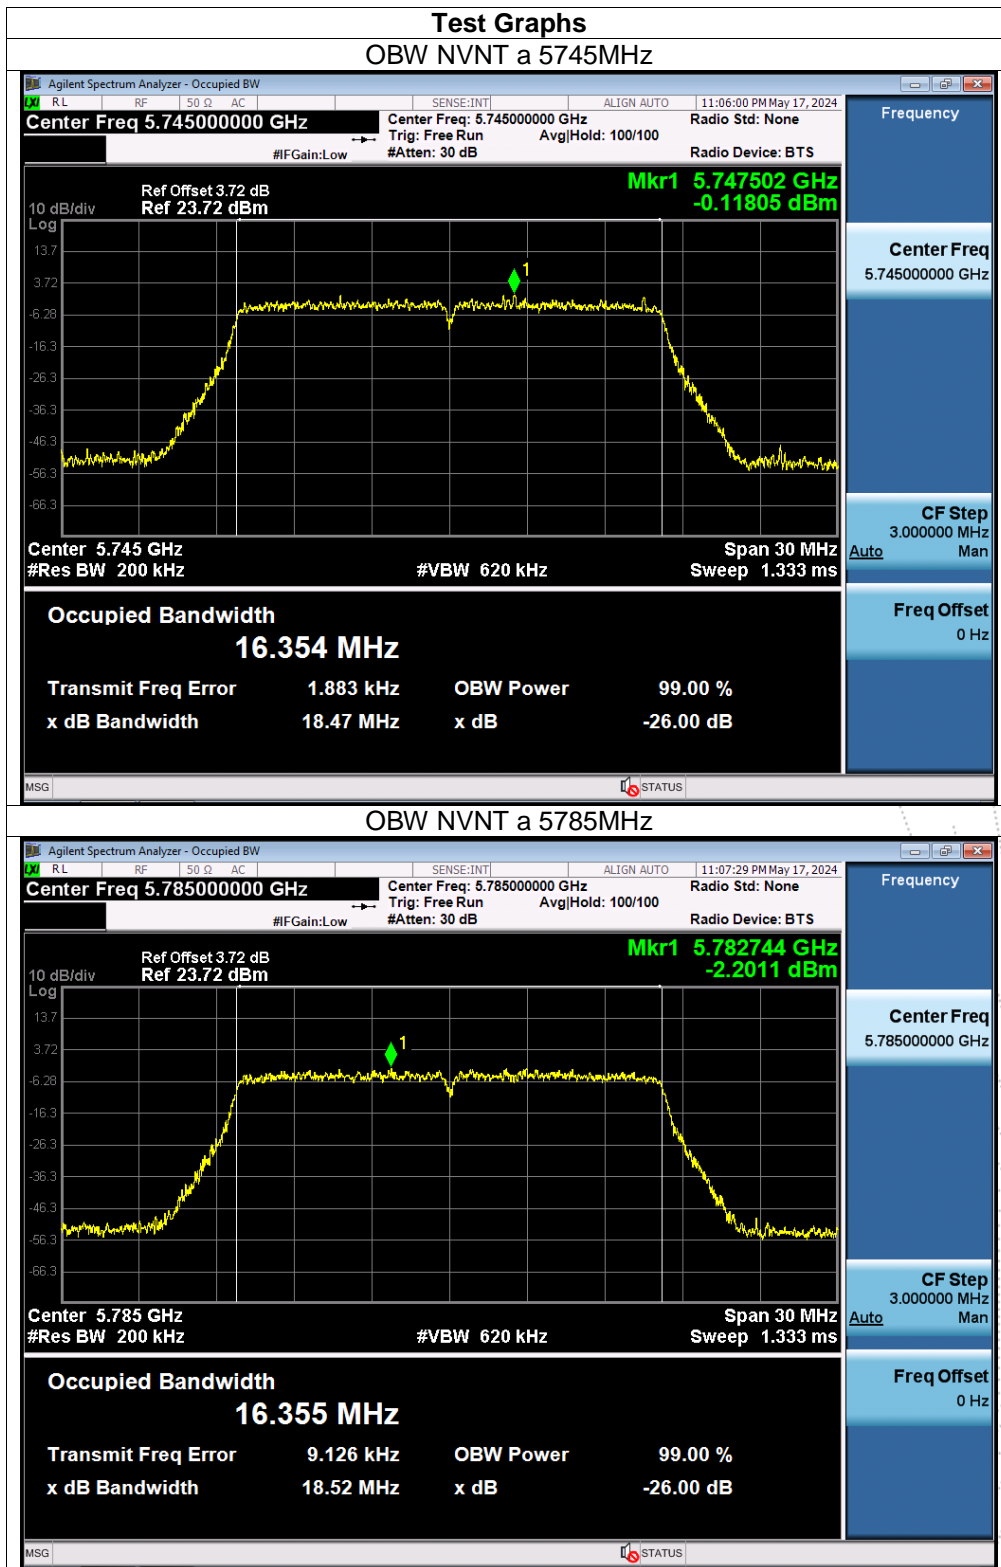 Test Graphs
OBW NVNT a 5745MHz
Agilent Spectrum Analyzer - Occupied BW
LXI RL RF 50 Ω AC SENSE:INT ALIGN AUTO 11:06:00 PM May 17, 2024
Center Freq 5.745000000 GHz
Center Freq: 5.745000000 GHz Radio Std: None
Trig: Free Run Avg|Hold: 100/100
#IFGain:Low #Atten: 30 dB Radio Device: BTS
Frequency
Mkr1 5.747502 GHz
-0.11805 dBm
Ref Offset 3.72 dB
10 dB/div Ref 23.72 dBm
Log
13.7
3.72
-6.28
-16.3
-26.3
-36.3
-46.3
-56.3
-66.3
1
Center Freq
5.745000000 GHz
CF Step
3.000000 MHz
Auto Man
Center 5.745 GHz Span 30 MHz
#Res BW 200 kHz #VBW 620 kHz Sweep 1.333 ms
Freq Offset
0 Hz
Occupied Bandwidth
16.354 MHz
Transmit Freq Error 1.883 kHz OBW Power 99.00 %
x dB Bandwidth 18.47 MHz x dB -26.00 dB
MSG STATUS
OBW NVNT a 5785MHz
Agilent Spectrum Analyzer - Occupied BW
LXI RL RF 50 Ω AC SENSE:INT ALIGN AUTO 11:07:29 PM May 17, 2024
Center Freq 5.785000000 GHz
Center Freq: 5.785000000 GHz Radio Std: None
Trig: Free Run Avg|Hold: 100/100
#IFGain:Low #Atten: 30 dB Radio Device: BTS
Frequency
Mkr1 5.782744 GHz
-2.2011 dBm
Ref Offset 3.72 dB
10 dB/div Ref 23.72 dBm
Log
13.7
3.72
-6.28
-16.3
-26.3
-36.3
-46.3
-56.3
-66.3
1
Center Freq
5.785000000 GHz
CF Step
3.000000 MHz
Auto Man
Center 5.785 GHz Span 30 MHz
#Res BW 200 kHz #VBW 620 kHz Sweep 1.333 ms
Freq Offset
0 Hz
Occupied Bandwidth
16.355 MHz
Transmit Freq Error 9.126 kHz OBW Power 99.00 %
x dB Bandwidth 18.52 MHz x dB -26.00 dB
MSG STATUS